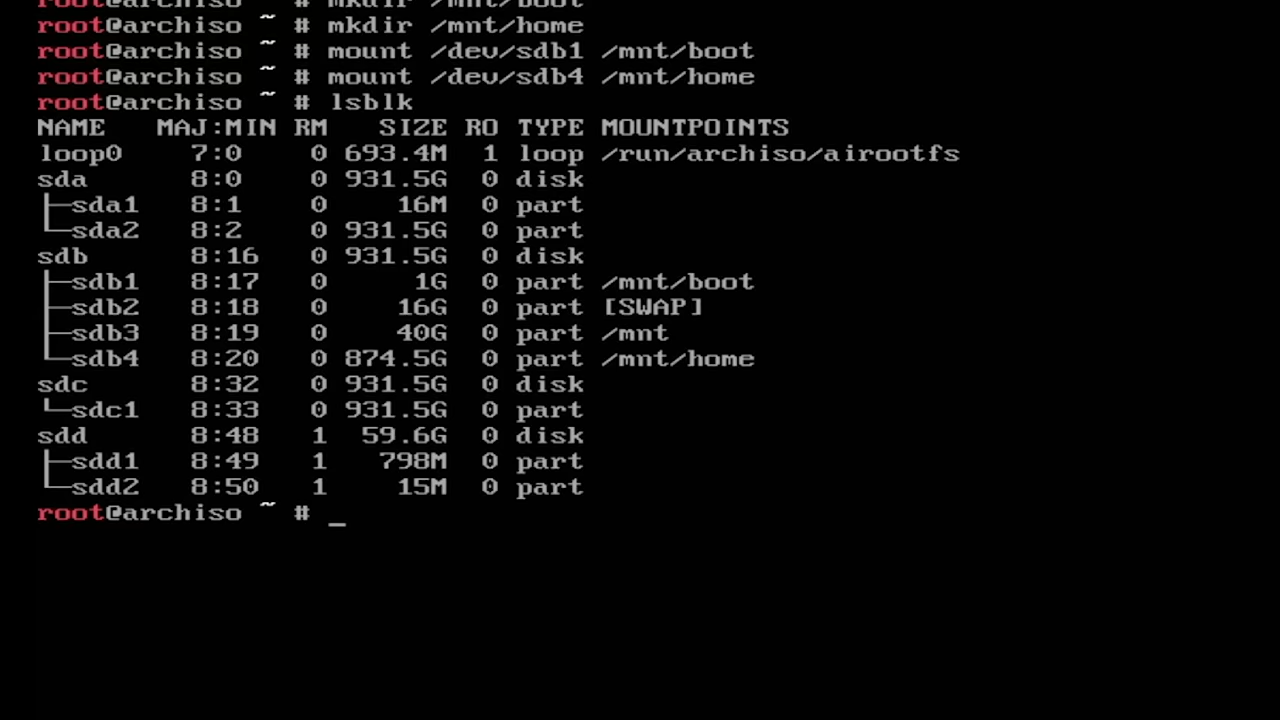 root@archiso ~ # mkdir /mnt/boot
root@archiso ~ # mkdir /mnt/home
root@archiso ~ # mount /dev/sdb1 /mnt/boot
root@archiso ~ # mount /dev/sdb4 /mnt/home
root@archiso ~ # lsblk
NAME   MAJ:MIN RM   SIZE RO TYPE MOUNTPOINTS
loop0    7:0    0 693.4M  1 loop /run/archiso/airootfs
sda      8:0    0 931.5G  0 disk
├─sda1   8:1    0    16M  0 part
└─sda2   8:2    0 931.5G  0 part
sdb      8:16   0 931.5G  0 disk
├─sdb1   8:17   0     1G  0 part /mnt/boot
├─sdb2   8:18   0    16G  0 part [SWAP]
├─sdb3   8:19   0    40G  0 part /mnt
└─sdb4   8:20   0 874.5G  0 part /mnt/home
sdc      8:32   0 931.5G  0 disk
└─sdc1   8:33   0 931.5G  0 part
sdd      8:48   1  59.6G  0 disk
├─sdd1   8:49   1   798M  0 part
└─sdd2   8:50   1    15M  0 part
root@archiso ~ # _